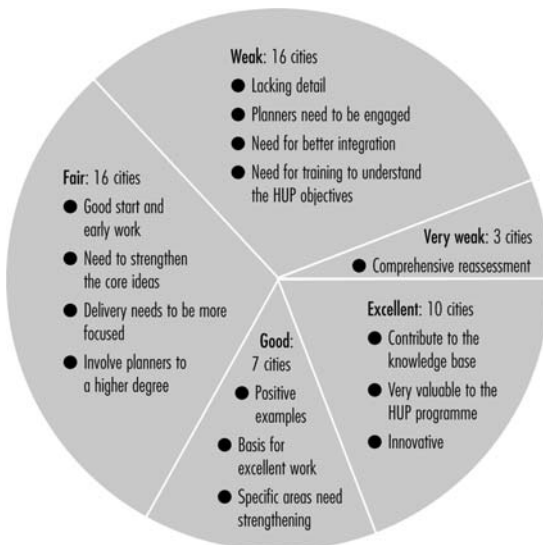 Weak: 16 cities
● Lacking detail
● Planners need to be engaged
● Need for better integration
● Need for training to understand
the HUP objectives
Fair: 16 cities
● Good start and
early work
● Need to strengthen
the core ideas
● Delivery needs to be more
focused
● Involve planners to
a higher degree
Very weak: 3 cities
● Comprehensive reassessment
Excellent: 10 cities
● Contribute to the
knowledge base
● Very valuable to the
HUP programme
● Innovative
Good:
7 cities
● Positive
examples
● Basis for
excellent work
● Specific areas need
strengthening